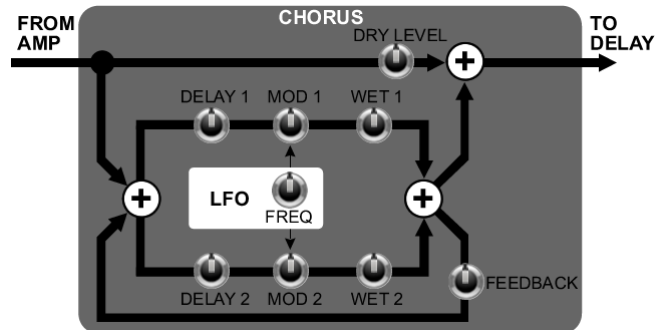 CHORUS
FROM
AMP
TO
DELAY
DRY LEVEL
DELAY 1 MOD 1 WET 1
LFO
FREQ
FEEDBACK
DELAY 2 MOD 2 WET 2